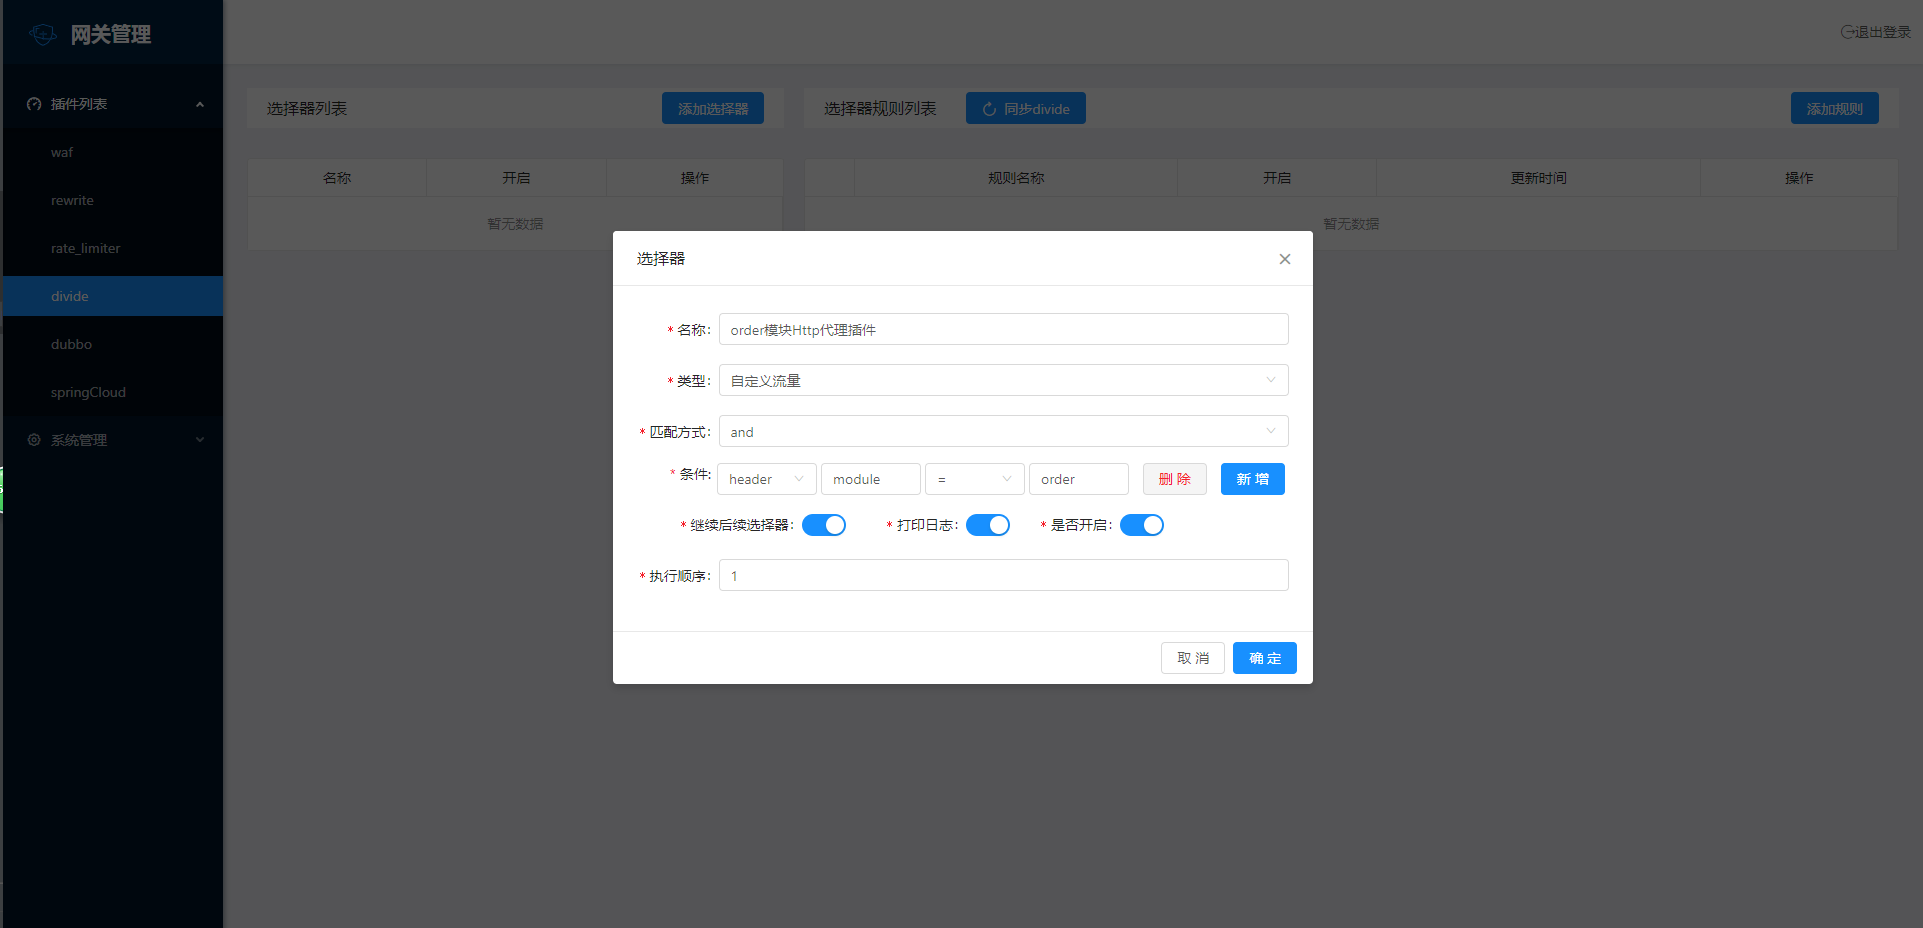 网关管理
退出登录
插件列表
waf
rewrite
rate_limiter
divide
dubbo
springCloud
系统管理
选择器列表
添加选择器
选择器规则列表
同步divide
添加规则
名称 开启 操作
暂无数据
规则名称 开启 更新时间 操作
暂无数据
选择器
* 名称: order模块Http代理插件
* 类型: 自定义流量
* 匹配方式: and
* 条件: header module = order 删 除 新 增
* 继续后续选择器: * 打印日志: * 是否开启:
* 执行顺序: 1
取 消 确 定